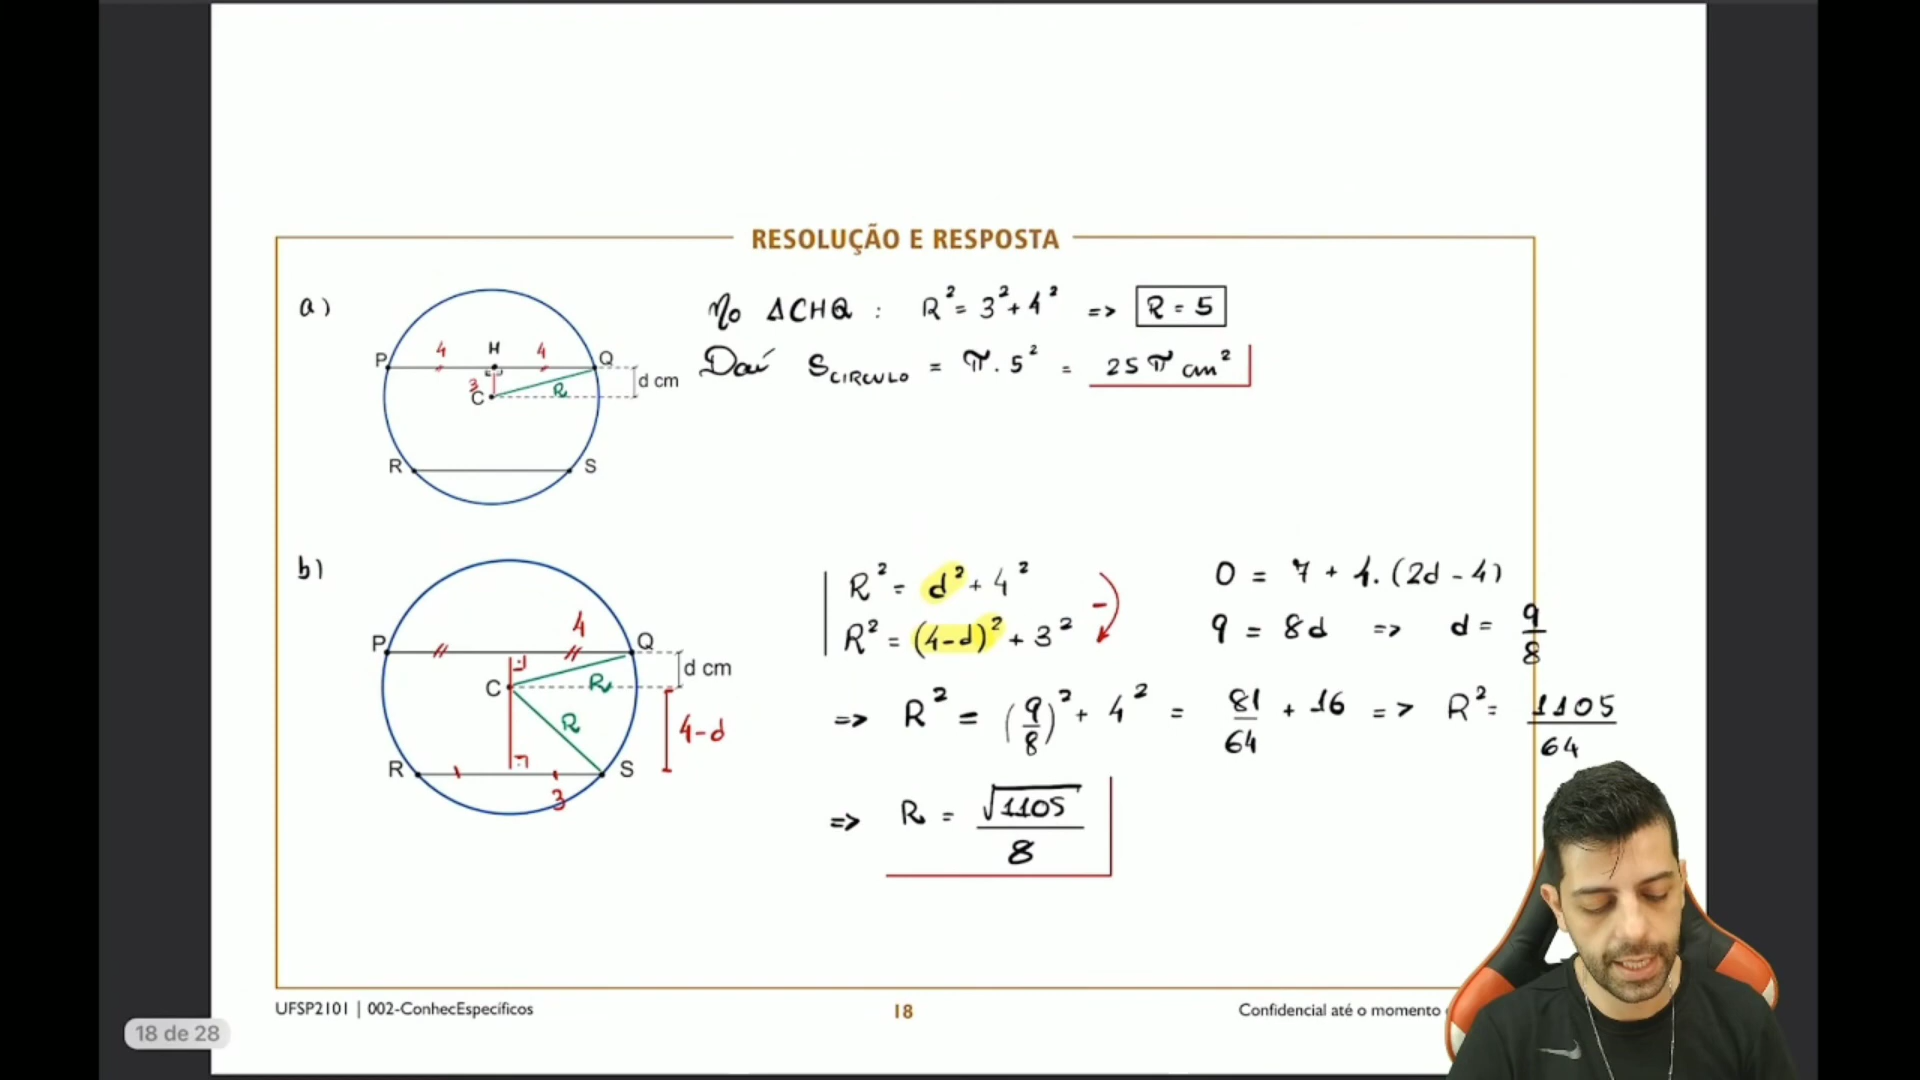 RESOLUÇÃO E RESPOSTA
a)
P 4 H 4 Q
3
C R d cm
R S
No ΔCHQ : R² = 3² + 4² => R = 5
Daí S CIRCULO = π . 5² = 25 π cm²
b)
P 4 Q
C R d cm
R 4-d
R 3 S
R² = d² + 4²
R² = (4-d)² + 3²
-
0 = 7 + 4.(2d - 4)
9 = 8d => d = 9/8
=> R² = (9/8)² + 4² = 81/64 + 16 => R² = 1105/64
=> R = √1105/8
UFSP2101 | 002-ConhecEspecíficos
18
Confidencial até o momento
18 de 28